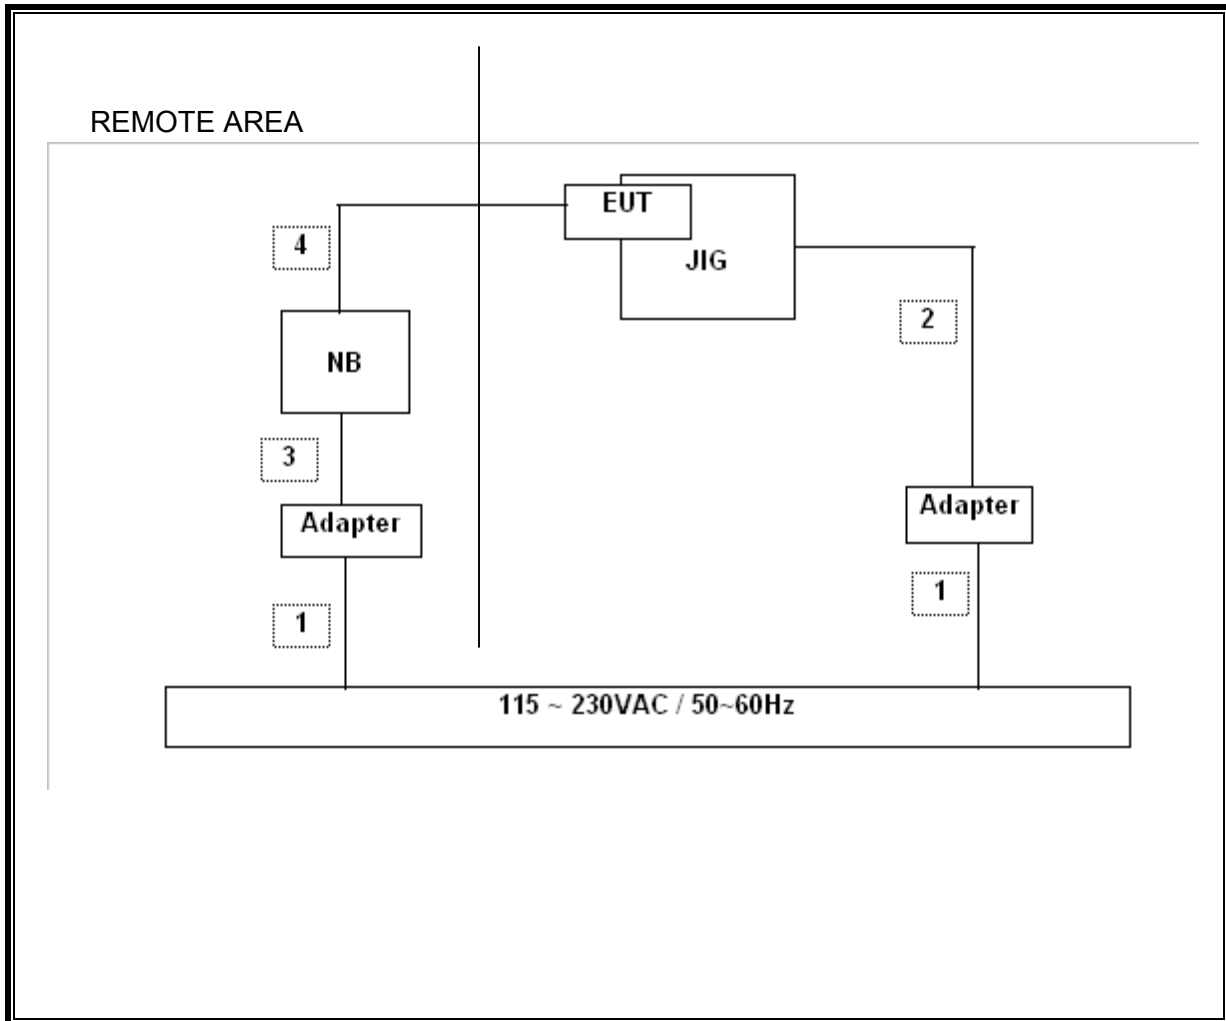 REMOTE AREA
EUT
4
JIG
2
NB
3
Adapter
Adapter
1
1
115 ~ 230VAC / 50~60Hz